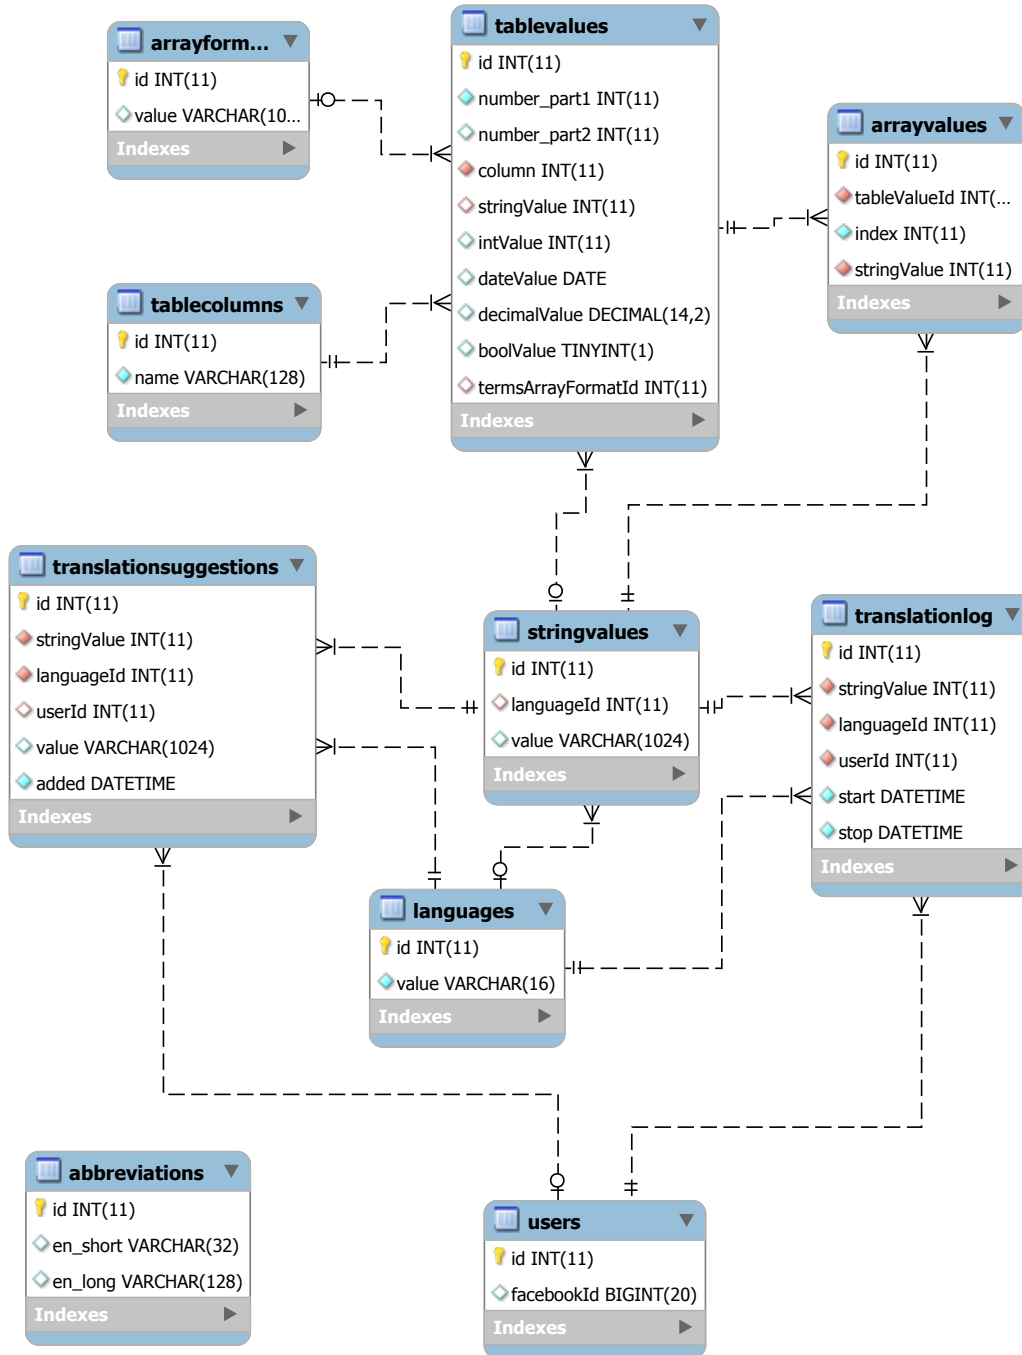 arrayform...
id INT(11)
value VARCHAR(10...
Indexes
tablevalues
id INT(11)
number_part1 INT(11)
number_part2 INT(11)
column INT(11)
stringValue INT(11)
intValue INT(11)
dateValue DATE
decimalValue DECIMAL(14,2)
boolValue TINYINT(1)
termsArrayFormatId INT(11)
Indexes
arrayvalues
id INT(11)
tableValueId INT(...
index INT(11)
stringValue INT(11)
Indexes
tablecolumns
id INT(11)
name VARCHAR(128)
Indexes
translationsuggestions
id INT(11)
stringValue INT(11)
languageId INT(11)
userId INT(11)
value VARCHAR(1024)
added DATETIME
Indexes
stringvalues
id INT(11)
languageId INT(11)
value VARCHAR(1024)
Indexes
translationlog
id INT(11)
stringValue INT(11)
languageId INT(11)
userId INT(11)
start DATETIME
stop DATETIME
Indexes
languages
id INT(11)
value VARCHAR(16)
Indexes
abbreviations
id INT(11)
en_short VARCHAR(32)
en_long VARCHAR(128)
Indexes
users
id INT(11)
facebookId BIGINT(20)
Indexes